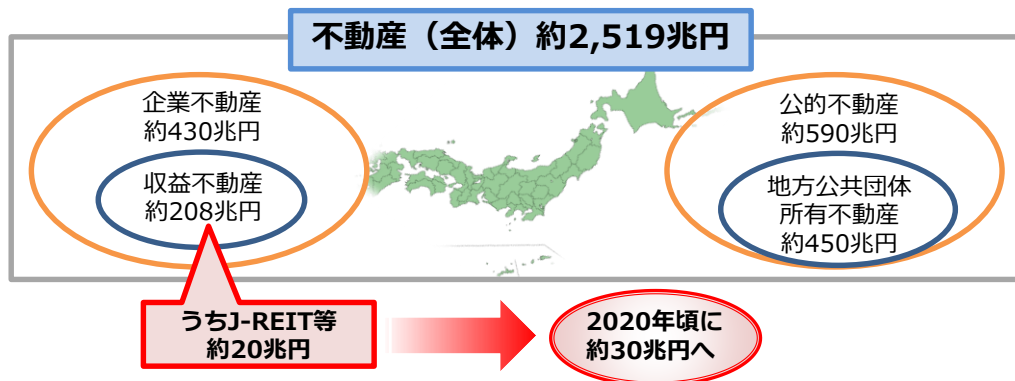 不動産（全体）約2,519兆円
企業不動産
約430兆円
収益不動産
約208兆円
公的不動産
約590兆円
地方公共団体
所有不動産
約450兆円
うちJ-REIT等
約20兆円
2020年頃に
約30兆円へ